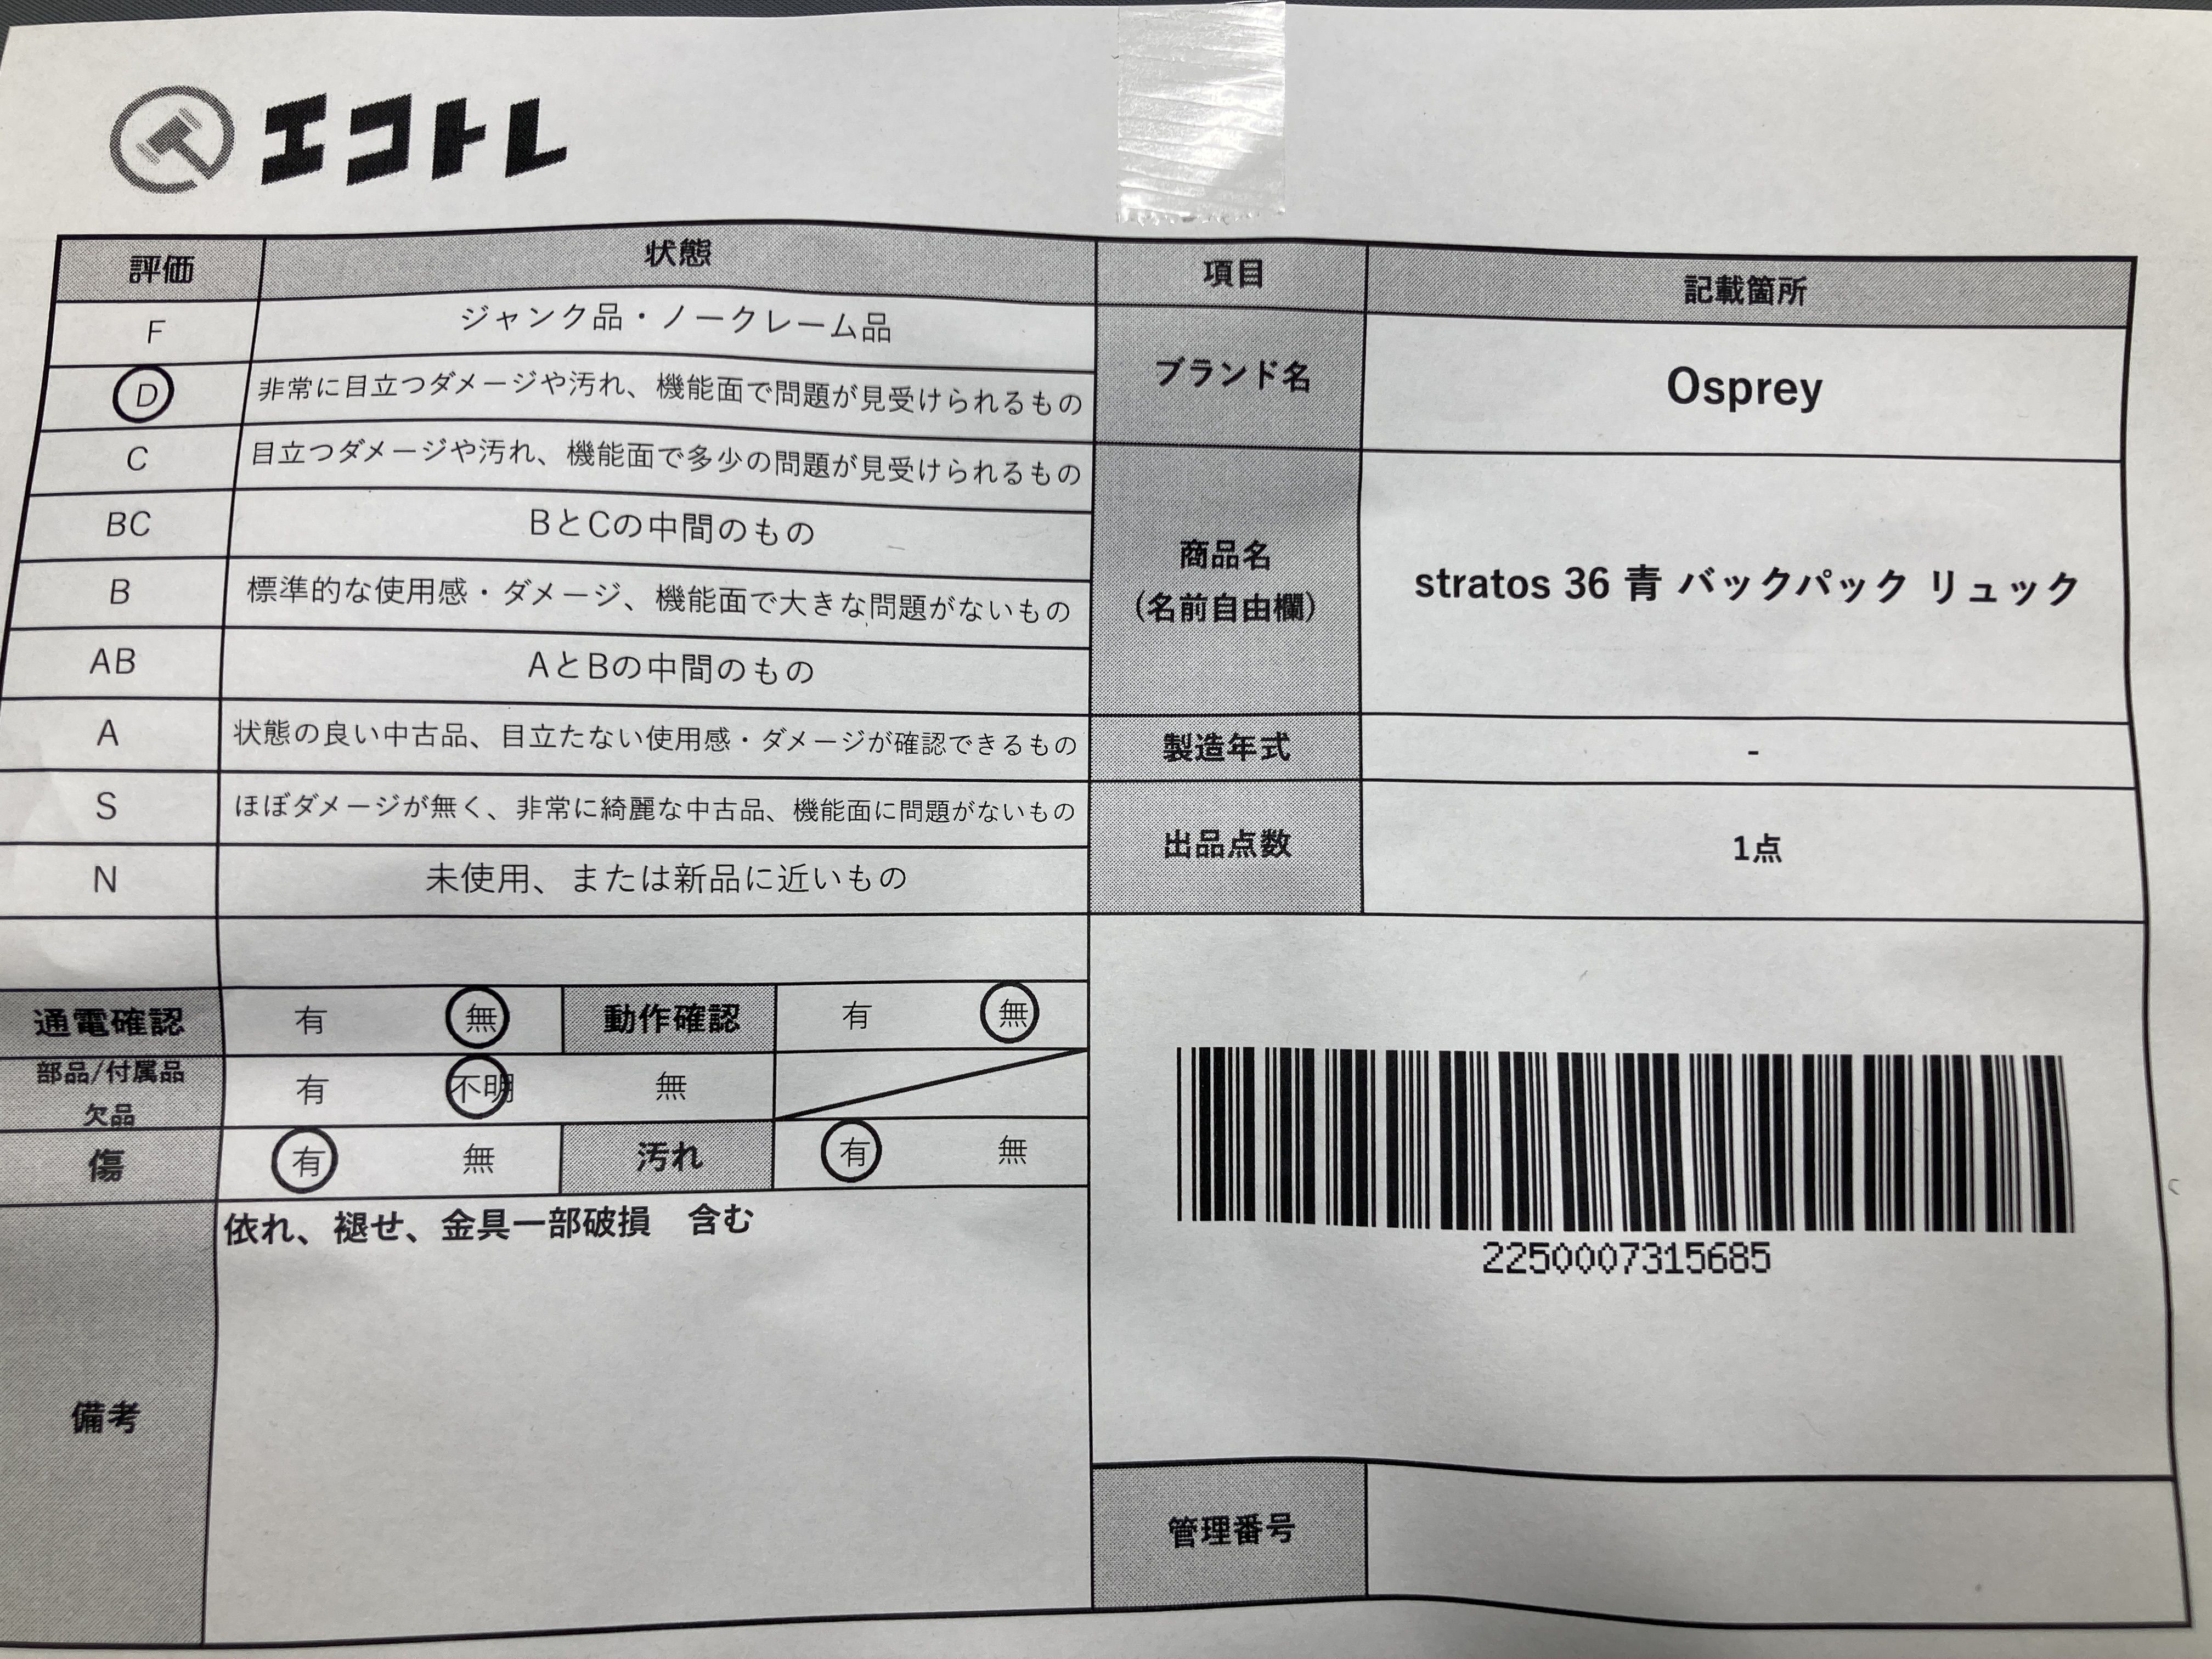 エコトレ
評価 状態
F ジャンク品・ノークレーム品
D 非常に目立つダメージや汚れ、機能面で問題が見受けられるもの
C 目立つダメージや汚れ、機能面で多少の問題が見受けられるもの
BC BとCの中間のもの
B 標準的な使用感・ダメージ、機能面で大きな問題がないもの
AB AとBの中間のもの
A 状態の良い中古品、目立たない使用感・ダメージが確認できるもの
S ほぼダメージが無く、非常に綺麗な中古品、機能面に問題がないもの
N 未使用、または新品に近いもの
通電確認 有 無 動作確認 有 無
部品/付属品
欠品 有 不明 無
傷 有 無 汚れ 有 無
備考 依れ、褪せ、金具一部破損　含む
項目 記載箇所
ブランド名 Osprey
商品名
(名前自由欄) stratos 36 青 バックパック リュック
製造年式 -
出品点数 1点
2250007315685
管理番号